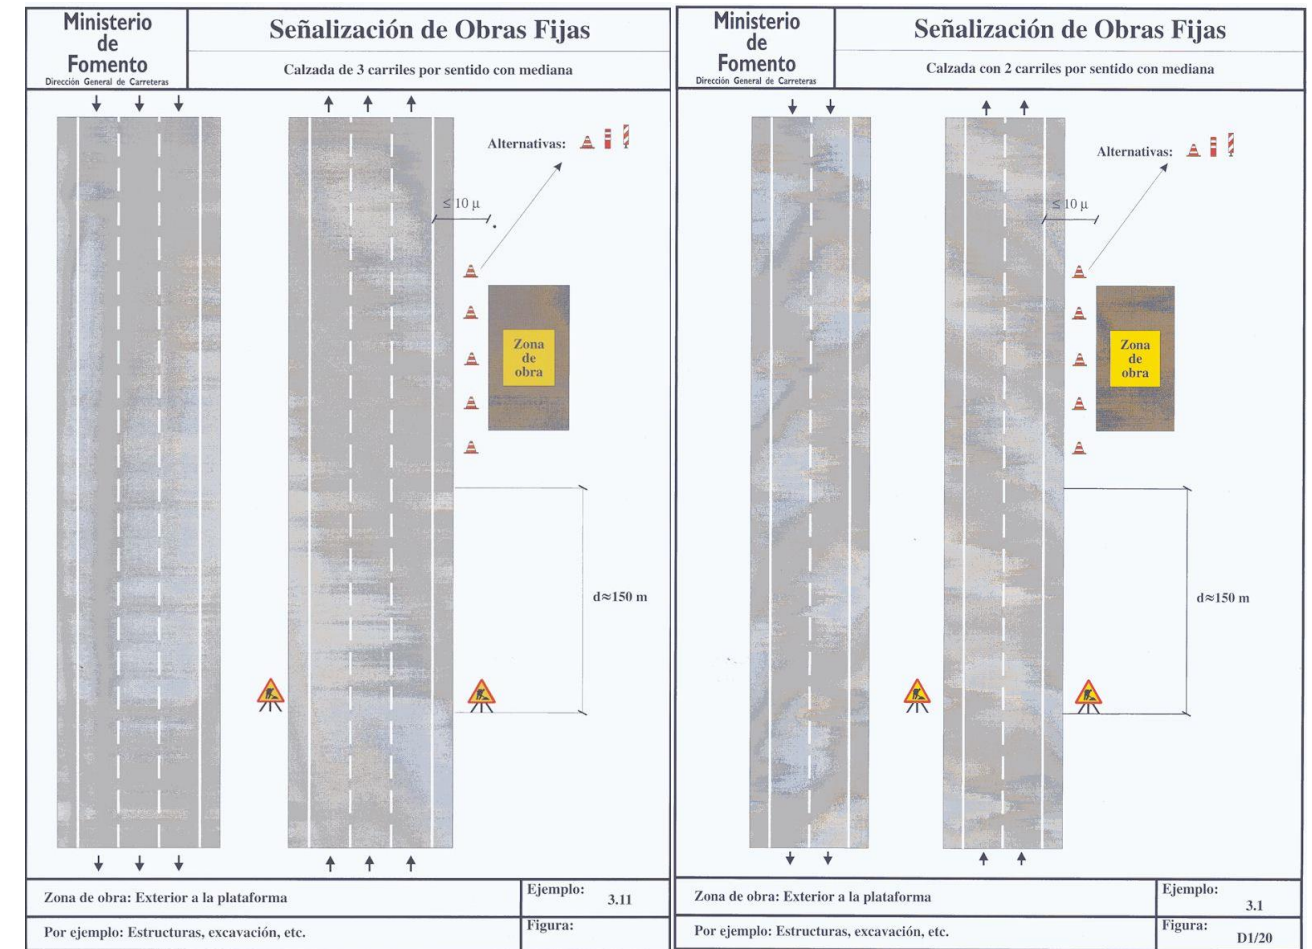 Ministerio
de
Fomento
Dirección General de Carreteras
Señalización de Obras Fijas
Calzada de 3 carriles por sentido con mediana
Alternativas:
≤ 10 μ
Zona
de
obra
d≈150 m
Zona de obra: Exterior a la plataforma
Ejemplo:
3.11
Por ejemplo: Estructuras, excavación, etc.
Figura:
Ministerio
de
Fomento
Dirección General de Carreteras
Señalización de Obras Fijas
Calzada con 2 carriles por sentido con mediana
Alternativas:
≤ 10 μ
Zona
de
obra
d≈150 m
Zona de obra: Exterior a la plataforma
Ejemplo:
3.1
Por ejemplo: Estructuras, excavación, etc.
Figura:
D1/20